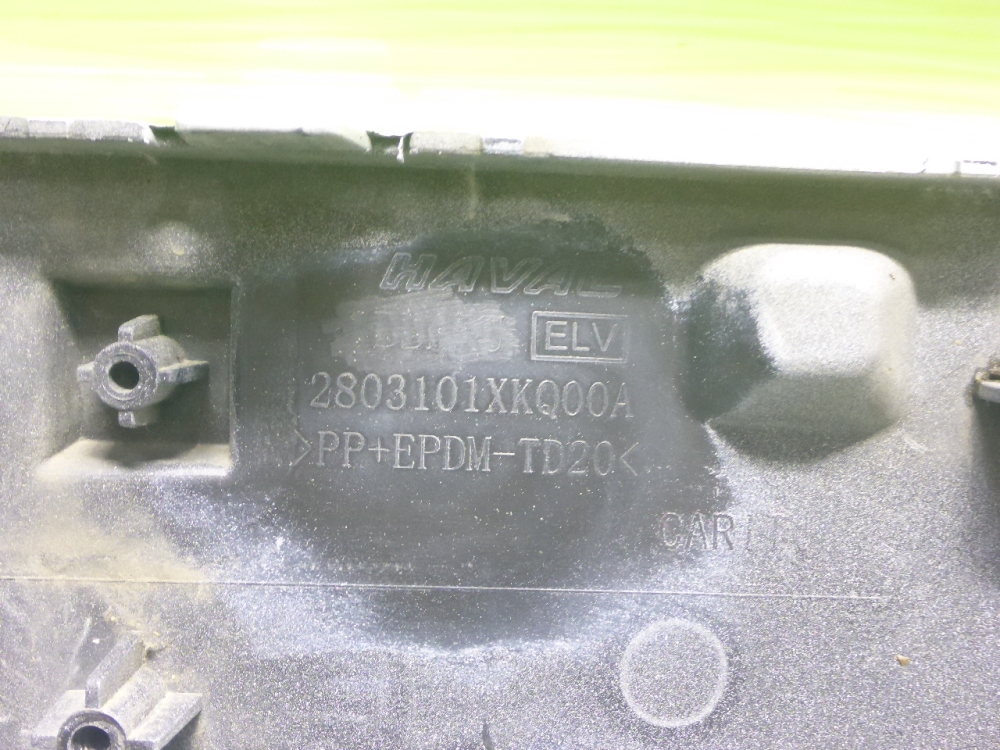 HAVAL
ELV
2803101XKQ00A
>PP+EPDM-TD20<